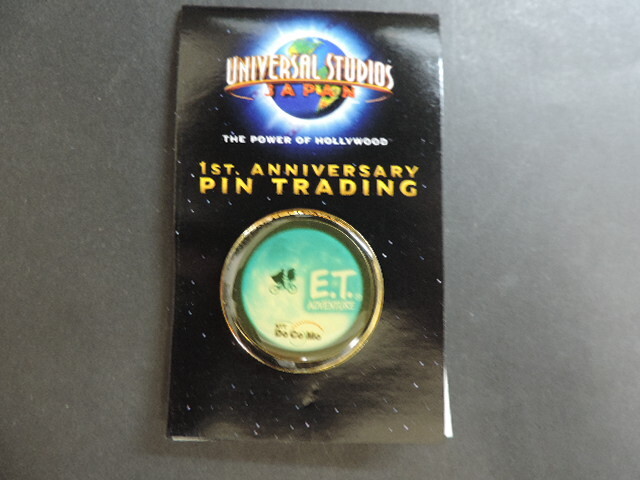 UNIVERSAL STUDIOS
JAPAN
THE POWER OF HOLLYWOOD
1ST. ANNIVERSARY
PIN TRADING
E.T.
ADVENTURE
DoCoMo